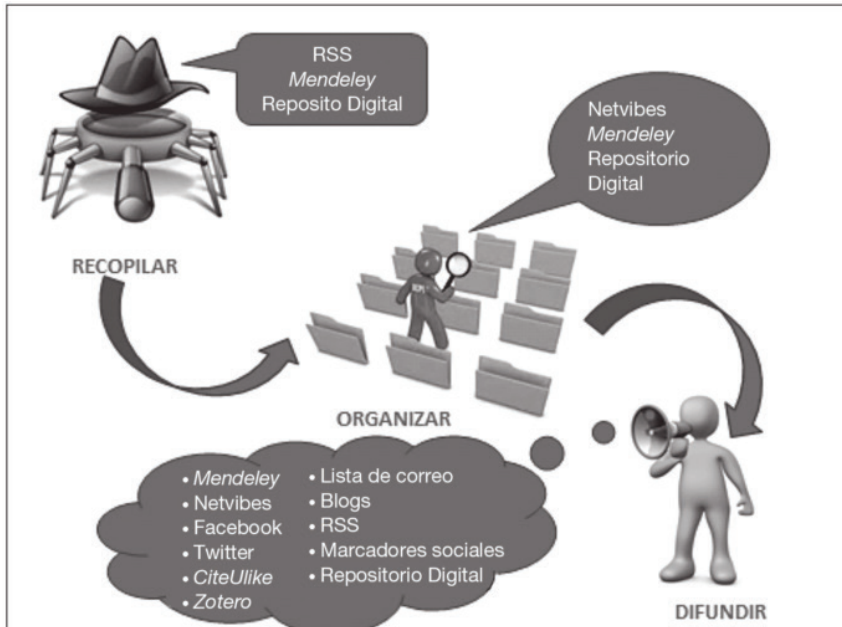 RSS
Mendeley
Reposito Digital
Netvibes
Mendeley
Repositorio
Digital
RECOPILAR
ORGANIZAR
• Mendeley
• Netvibes
• Facebook
• Twitter
• CiteUlike
• Zotero
• Lista de correo
• Blogs
• RSS
• Marcadores sociales
• Repositorio Digital
DIFUNDIR